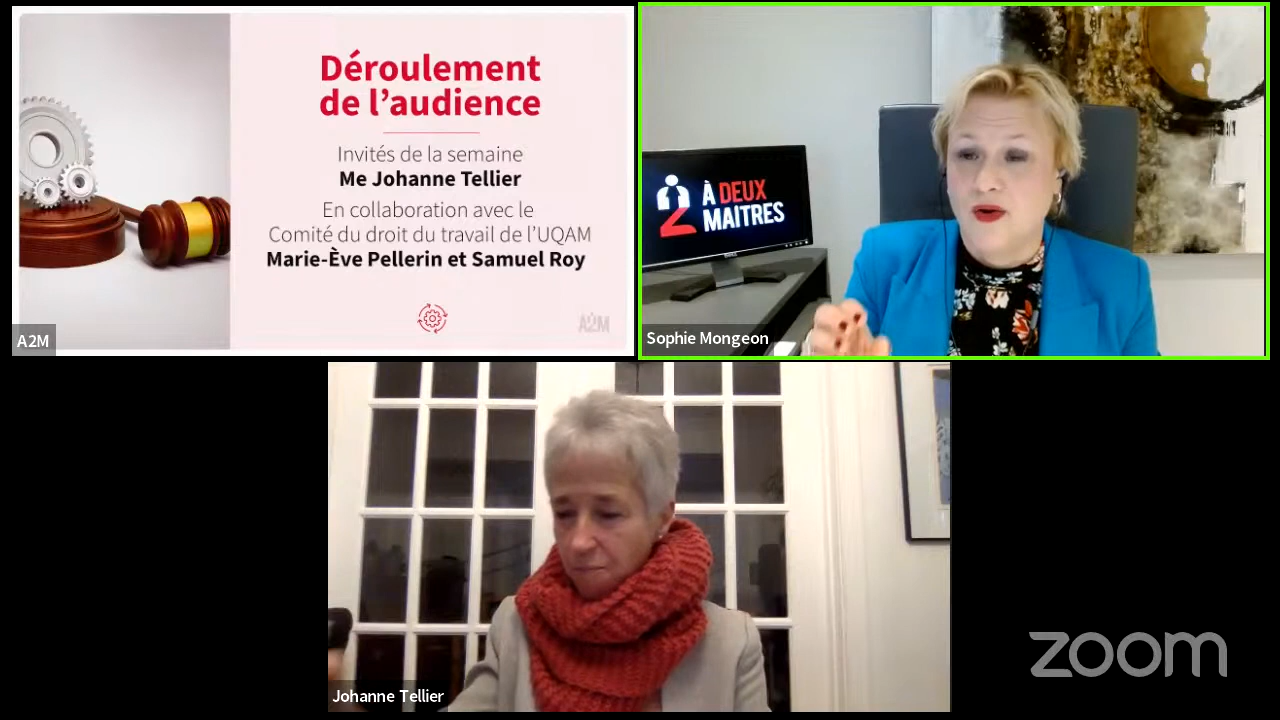 Déroulement
de l'audience
Invités de la semaine
Me Johanne Tellier
En collaboration avec le
Comité du droit du travail de l'UQAM
Marie-Ève Pellerin et Samuel Roy
A2M
A2M
À DEUX
MAITRES
Sophie Mongeon
Johanne Tellier
zoom